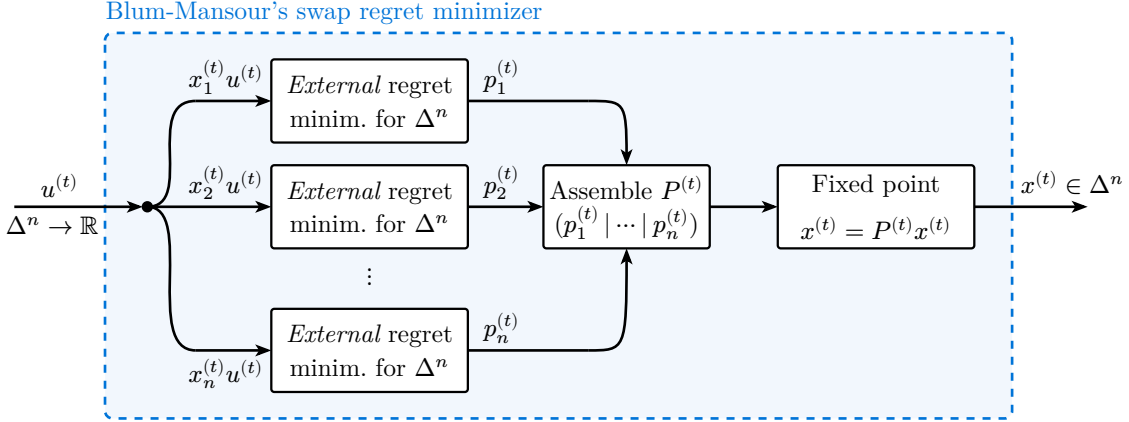 Blum-Mansour's swap regret minimizer
u^{(t)}
Δ^n → ℝ
x_1^{(t)} u^{(t)}
External regret
minim. for Δ^n
p_1^{(t)}
x_2^{(t)} u^{(t)}
External regret
minim. for Δ^n
p_2^{(t)}
⋮
x_n^{(t)} u^{(t)}
External regret
minim. for Δ^n
p_n^{(t)}
Assemble P^{(t)}
(p_1^{(t)} | ⋯ | p_n^{(t)})
Fixed point
x^{(t)} = P^{(t)} x^{(t)}
x^{(t)} ∈ Δ^n